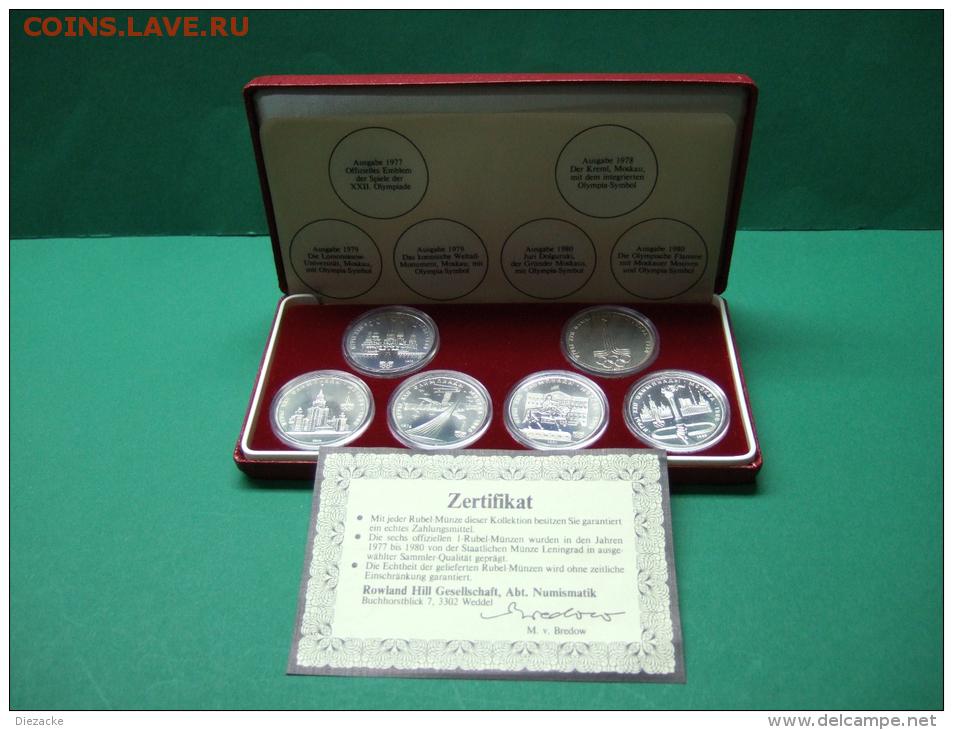 COINS.LAVE.RU
Ausgabe 1977
Offizielles Emblem
der Spiele der
XXII. Olympiade
Ausgabe 1978
Der Kreml, Moskau,
mit dem integrierten
Olympia-Symbol
Ausgabe 1979
Die Lomonossow-
Universität, Moskau,
mit Olympia-Symbol
Ausgabe 1979
Das kosmische Weltall-
Monument, Moskau, mit
Olympia-Symbol
Ausgabe 1980
Juri Dolgurski,
der Gründer Moskaus,
mit Olympia-Symbol
Ausgabe 1980
Die Olympische Flamme
mit Moskauer Motiven
und Olympia-Symbol
Zertifikat
• Mit jeder Rubel-Münze dieser Kollektion besitzen Sie garantiert
ein echtes Zahlungsmittel.
• Die sechs offiziellen 1-Rubel-Münzen wurden in den Jahren
1977 bis 1980 von der Staatlichen Münze Leningrad in ausge-
wählter Sammler-Qualität geprägt.
• Die Echtheit der gelieferten Rubel-Münzen wird ohne zeitliche
Einschränkung garantiert.
Rowland Hill Gesellschaft, Abt. Numismatik
Buchhorstblick 7, 3302 Weddel
Bredow
M. v. Bredow
Diezacke
www.delcampe.net